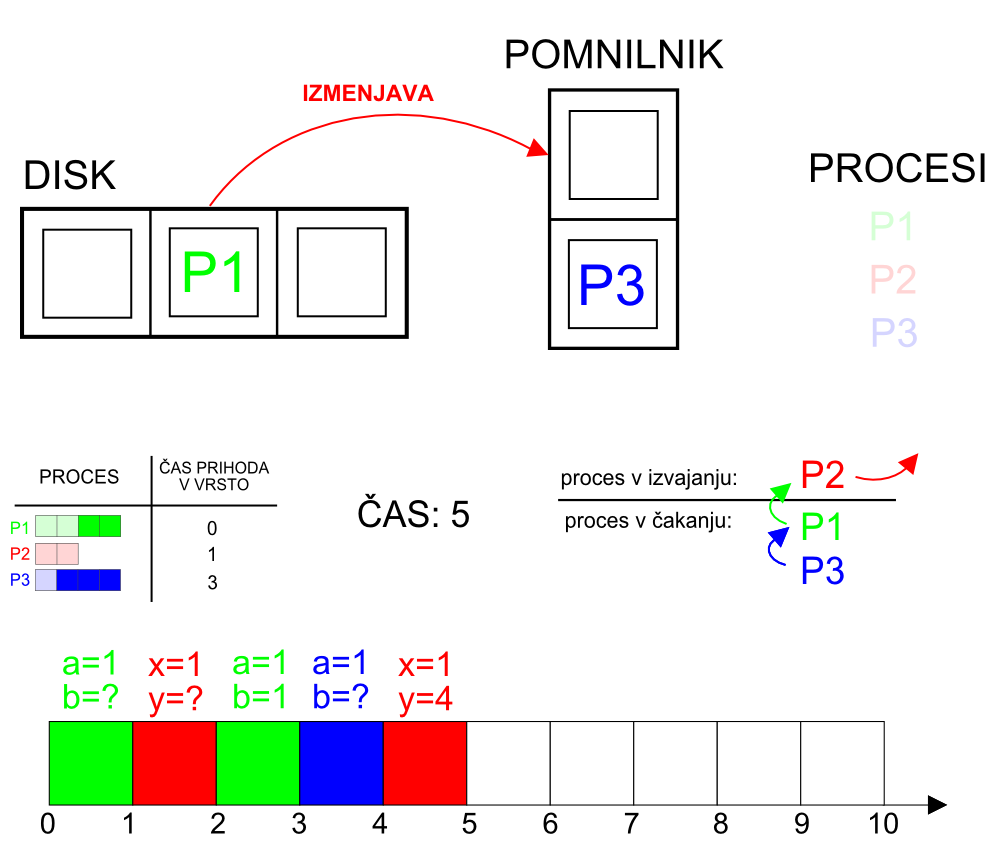 POMNILNIK
IZMENJAVA
DISK
PROCESI
P1
P1
P2
P3
P3
PROCES
ČAS PRIHODA
V VRSTO
P1
0
P2
1
P3
3
ČAS: 5
proces v izvajanju:
P2
proces v čakanju:
P1
P3
a=1
b=?
x=1
y=?
a=1
b=1
a=1
b=?
x=1
y=4
0 1 2 3 4 5 6 7 8 9 10